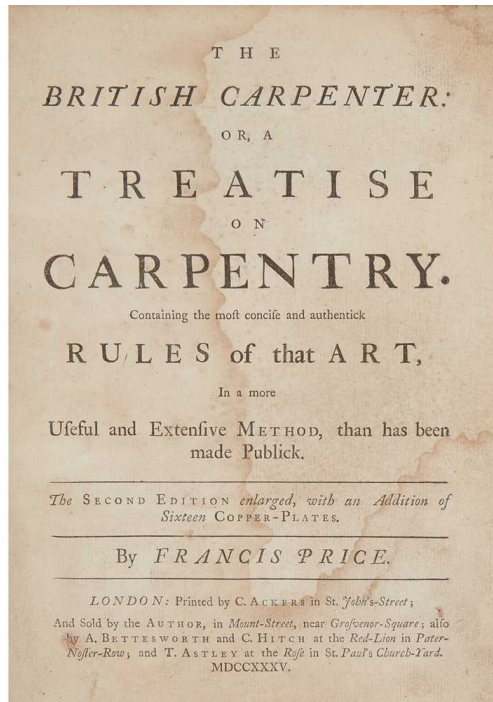 THE
BRITISH CARPENTER:
OR, A
TREATISE
ON
CARPENTRY.
Containing the moſt conciſe and authentick
RULES of that ART,
In a more
Uſeful and Extenſive METHOD, than has been
made Publick.
The SECOND EDITION enlarged, with an Addition of
Sixteen COPPER-PLATES.
By FRANCIS PRICE.
LONDON: Printed by C. ACKERS in St. John's-Street;
And Sold by the AUTHOR, in Mount-Street, near Groſvenor-Square; alſo
by A. BETTESWORTH and C. HITCH at the Red-Lion in Pater-
Noſter-Row; and T. ASTLEY at the Roſe in St. Paul's Church-Yard.
MDCCXXXV.